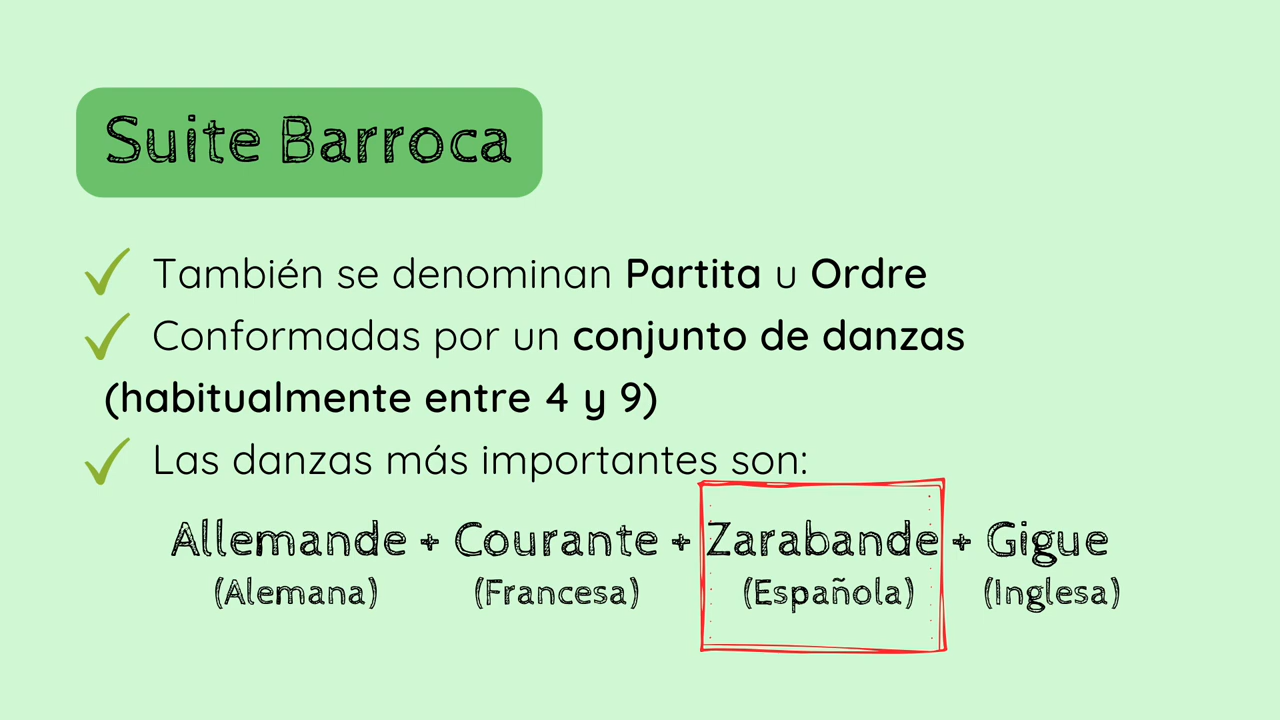 Suite Barroca
También se denominan Partita u Ordre
Conformadas por un conjunto de danzas
(habitualmente entre 4 y 9)
Las danzas más importantes son:
Allemande + Courante + Zarabande + Gigue
(Alemana) (Francesa) (Española) (Inglesa)